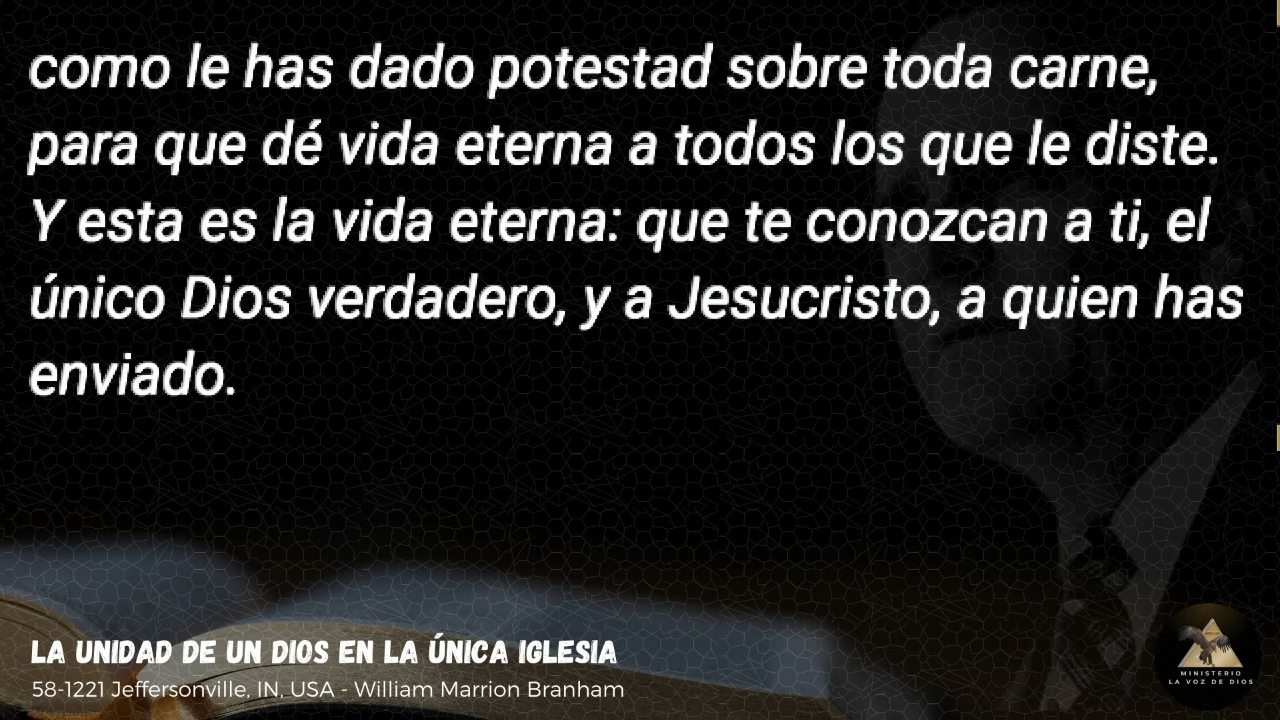 como le has dado potestad sobre toda carne,
para que dé vida eterna a todos los que le diste.
Y esta es la vida eterna: que te conozcan a ti, el
único Dios verdadero, y a Jesucristo, a quien has
enviado.
LA UNIDAD DE UN DIOS EN LA ÚNICA IGLESIA
58-1221 Jeffersonville, IN, USA - William Marrion Branham
MINISTERIO
LA VOZ DE DIOS